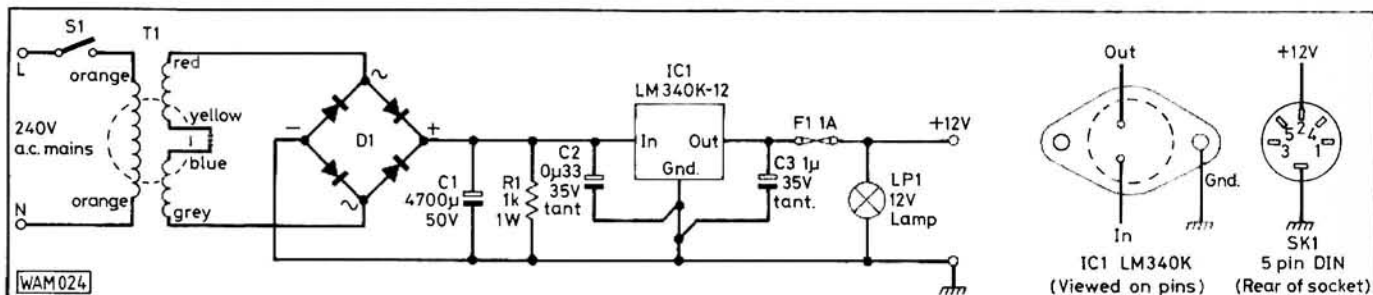 S1
T1
L
orange
red
240V
a.c. mains
yellow
blue
orange
grey
N
WAM024
~
−
D1
+
~
C1
4700µ
50V
R1
1k
1W
C2
0µ33
35V
tant
IC1
LM340K-12
In
Out
Gnd.
C3 1µ
35V
tant.
F1 1A
+12V
LP1
12V
Lamp
Out
In
Gnd.
IC1 LM340K
(Viewed on pins)
+12V
5 2 4
3 1
SK1
5 pin DIN
(Rear of socket)